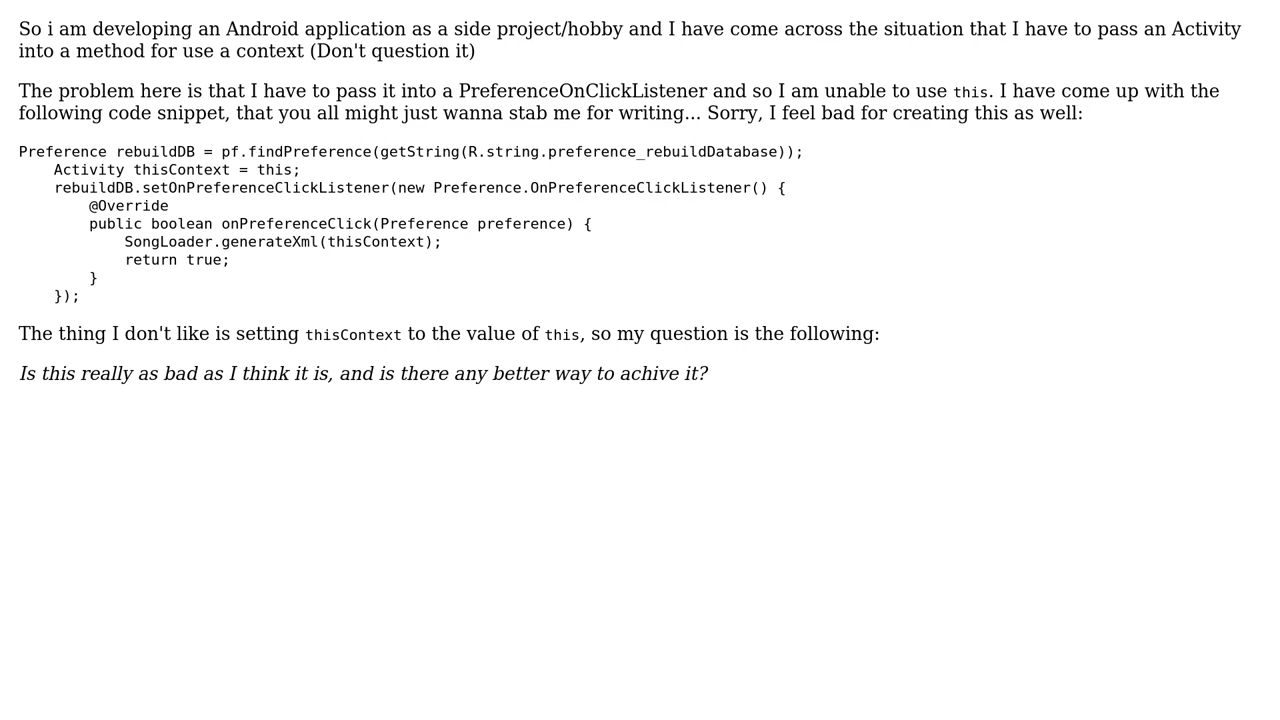 So i am developing an Android application as a side project/hobby and I have come across the situation that I have to pass an Activity
into a method for use a context (Don't question it)
The problem here is that I have to pass it into a PreferenceOnClickListener and so I am unable to use this. I have come up with the
following code snippet, that you all might just wanna stab me for writing... Sorry, I feel bad for creating this as well:
Preference rebuildDB = pf.findPreference(getString(R.string.preference_rebuildDatabase));
    Activity thisContext = this;
    rebuildDB.setOnPreferenceClickListener(new Preference.OnPreferenceClickListener() {
        @Override
        public boolean onPreferenceClick(Preference preference) {
            SongLoader.generateXml(thisContext);
            return true;
        }
    });
The thing I don't like is setting thisContext to the value of this, so my question is the following:
Is this really as bad as I think it is, and is there any better way to achive it?